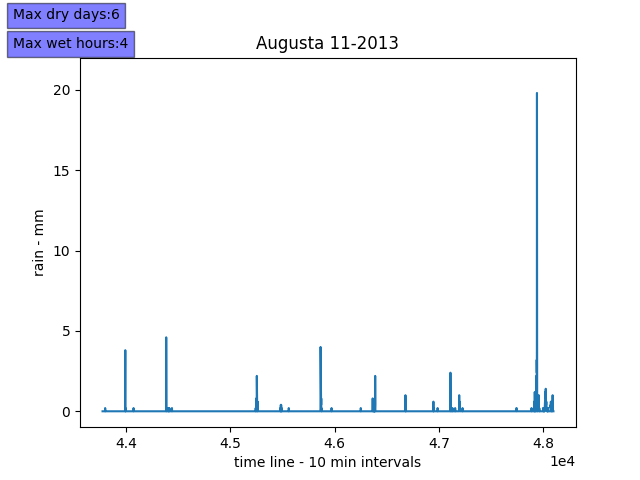 Max dry days:6
Max wet hours:4
Augusta 11-2013
rain - mm
20
15
10
5
0
4.4 4.5 4.6 4.7 4.8
1e4
time line - 10 min intervals